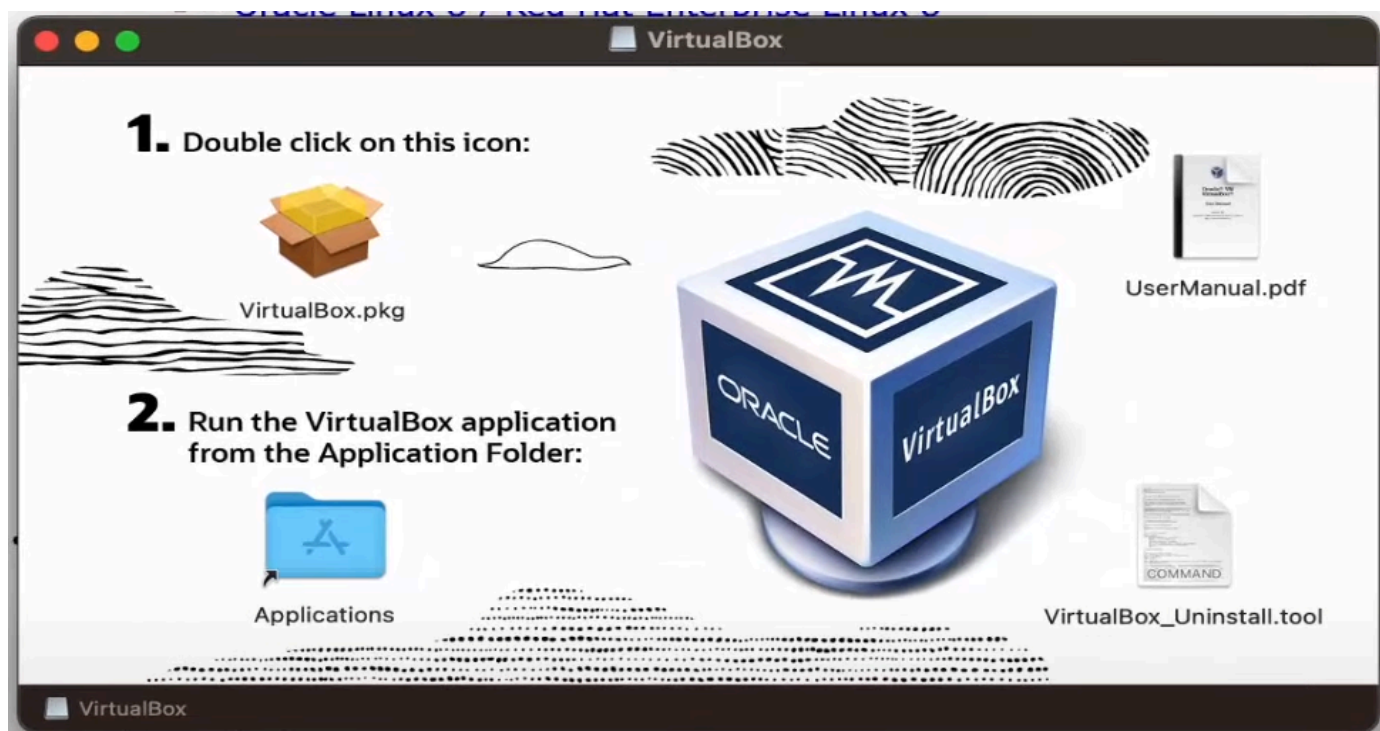 VirtualBox
1. Double click on this icon:
VirtualBox.pkg
UserManual.pdf
2. Run the VirtualBox application
from the Application Folder:
ORACLE
VirtualBox
COMMAND
Applications
VirtualBox_Uninstall.tool
VirtualBox